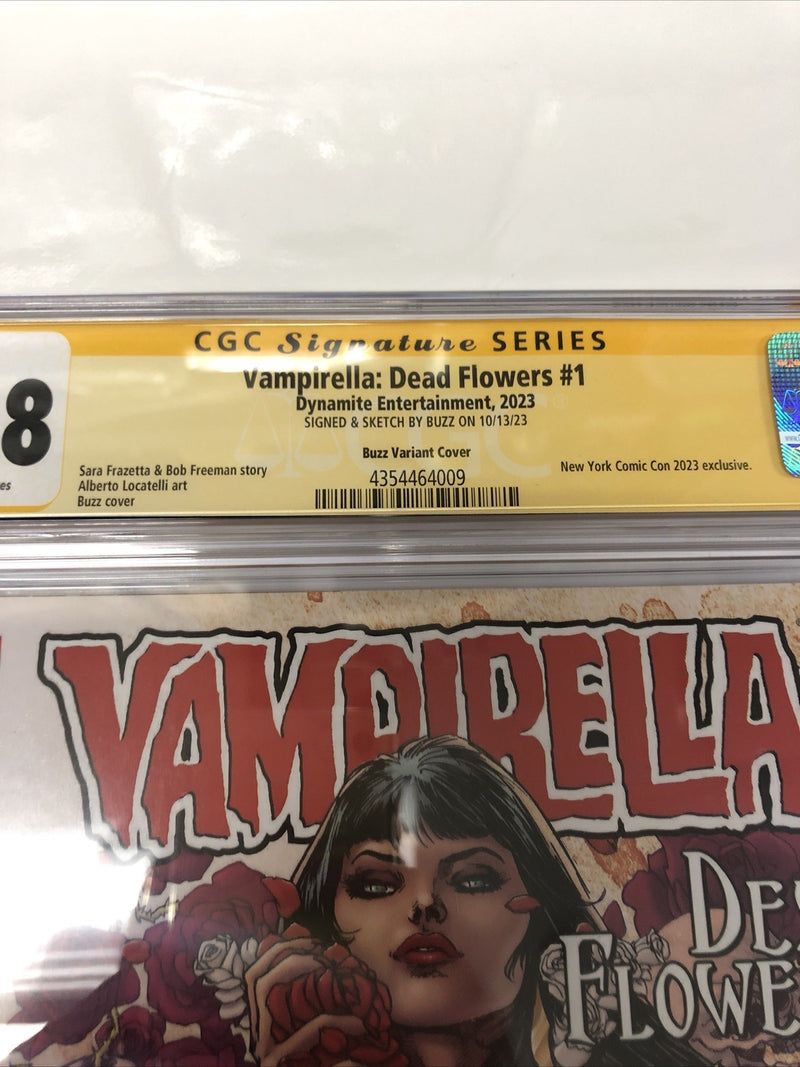 CGC Signature SERIES
Vampirella: Dead Flowers #1
Dynamite Entertainment, 2023
SIGNED & SKETCH BY BUZZ ON 10/13/23
8
Buzz Variant Cover
Sara Frazetta & Bob Freeman story
Alberto Locatelli art
Buzz cover
4354464009
New York Comic Con 2023 exclusive.
CGC
VAMPIRELLA
DE
FLOWE